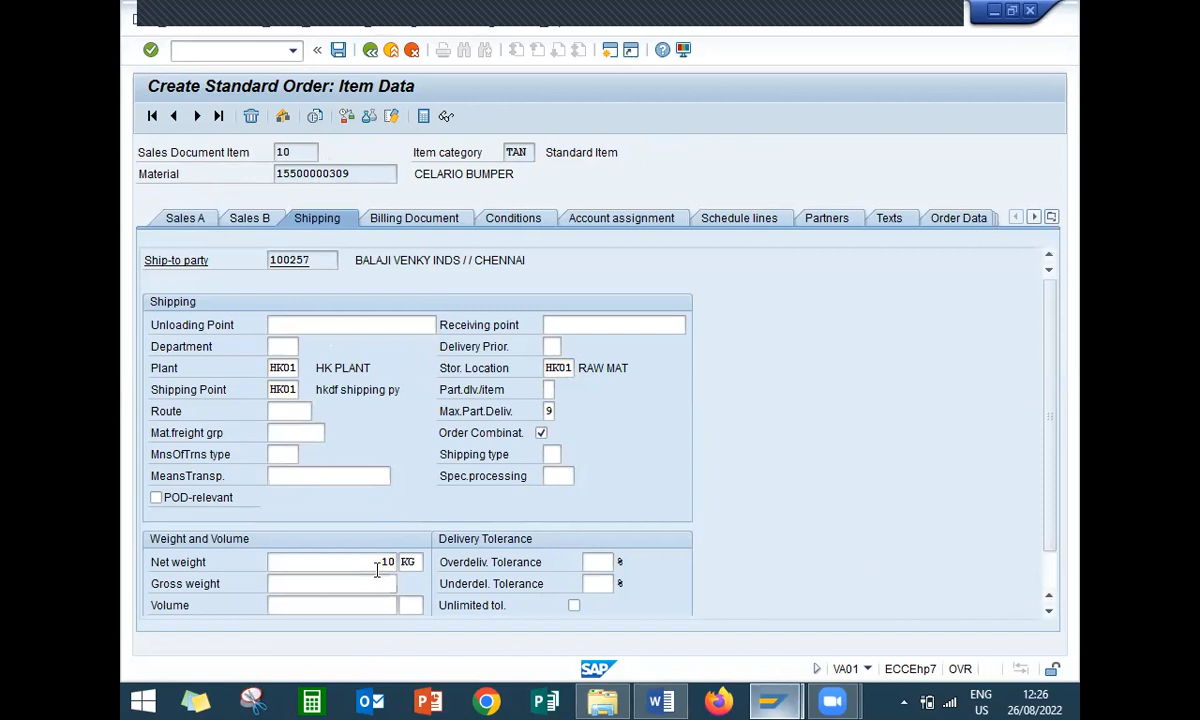 Create Standard Order: Item Data
Sales Document Item 10 Item category TAN Standard Item
Material 15500000309 CELARIO BUMPER
Sales A Sales B Shipping Billing Document Conditions Account assignment Schedule lines Partners Texts Order Data
Ship-to party 100257 BALAJI VENKY INDS / / CHENNAI
Shipping
Unloading Point Receiving point
Department Delivery Prior.
Plant HK01 HK PLANT Stor. Location HK01 RAW MAT
Shipping Point HK01 hkdf shipping py Part.dlv./item
Route Max.Part.Deliv. 9
Mat.freight grp Order Combinat.
MnsOfTrns type Shipping type
MeansTransp. Spec.processing
POD-relevant
Weight and Volume Delivery Tolerance
Net weight 10 KG Overdeliv. Tolerance %
Gross weight Underdel. Tolerance %
Volume Unlimited tol.
SAP VA01 ECCEhp7 OVR
ENG 12:26
US 26/08/2022